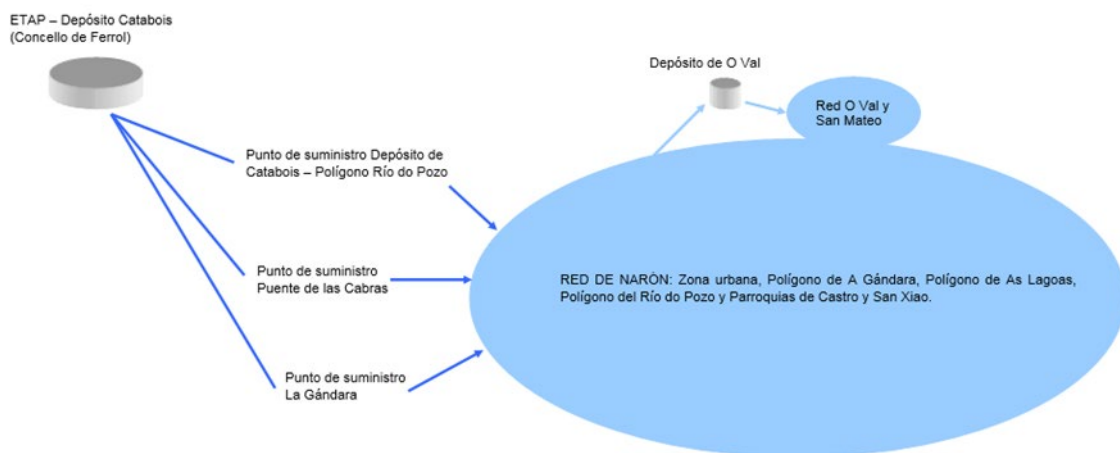 ETAP – Depósito Catabois
(Concello de Ferrol)
Depósito de O Val
Red O Val y
San Mateo
Punto de suministro Depósito de
Catabois – Polígono Río do Pozo
Punto de suministro
Puente de las Cabras
RED DE NARÓN: Zona urbana, Polígono de A Gándara, Polígono de As Lagoas,
Polígono del Río do Pozo y Parroquias de Castro y San Xiao.
Punto de suministro
La Gándara